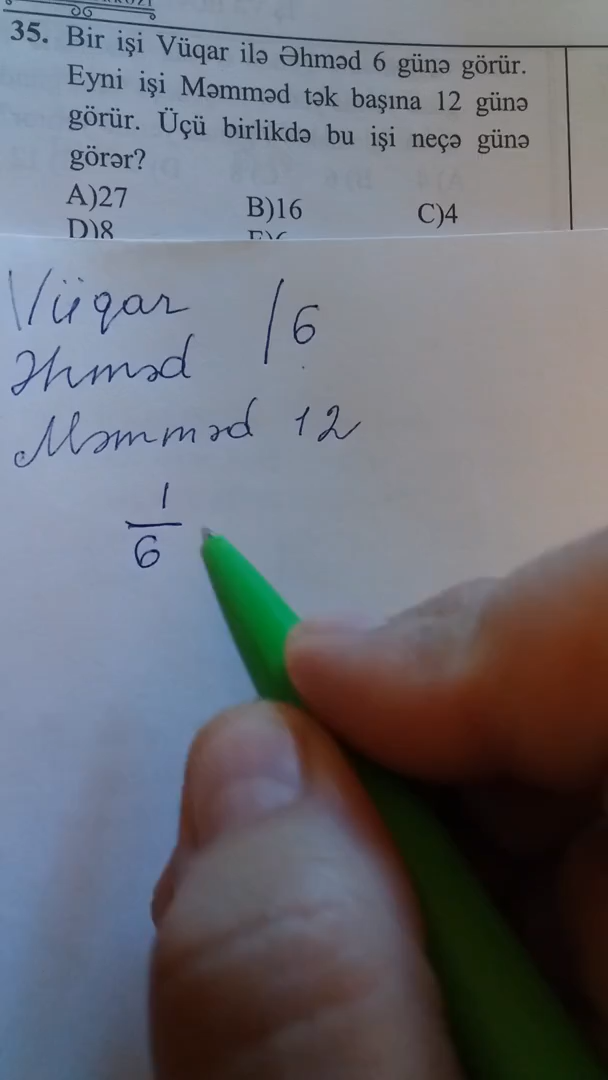 35. Bir işi Vüqar ilə Əhməd 6 günə görür.
Eyni işi Məmməd tək başına 12 günə
görür. Üçü birlikdə bu işi neçə günə
görər?
A)27 B)16 C)4
D)8
Vüqar
6
Əhməd
Məmməd 12
1
6